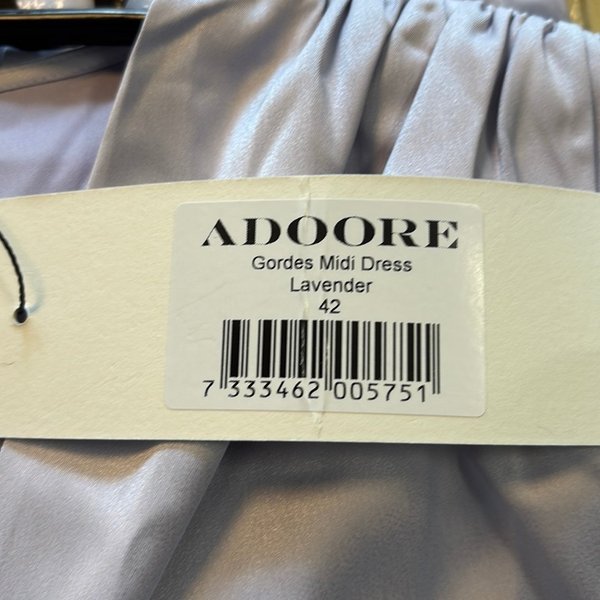 ADOORE
Gordes Midi Dress
Lavender
42
7 333462 005751